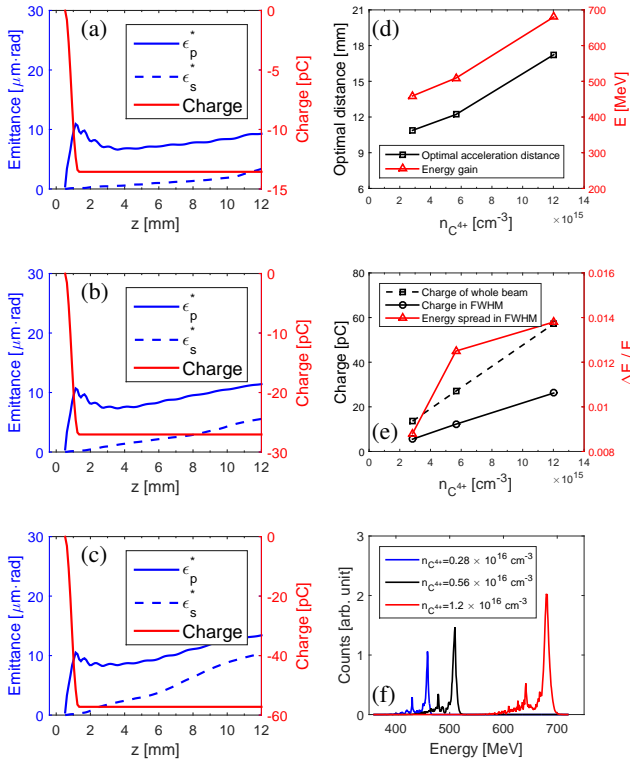 (a)
Emittance [μm·rad]
30
20
10
0
0 2 4 6 8 10 12
z [mm]
ϵ*p
ϵ*s
Charge
0
-5
-10
-15
Charge [pC]
(d)
Optimal distance [mm]
24
21
18
15
12
9
6
0 2 4 6 8 10 12 14
×10^15
n_C4+ [cm-3]
Optimal acceleration distance
Energy gain
700
600
500
400
300
200
E [MeV]
(b)
Emittance [μm·rad]
30
20
10
0
0 2 4 6 8 10 12
z [mm]
ϵ*p
ϵ*s
Charge
0
-5
-10
-15
-20
-25
-30
Charge [pC]
(e)
Charge [pC]
80
60
40
20
0
0 2 4 6 8 10 12 14
×10^15
n_C4+ [cm-3]
Charge of whole beam
Charge in FWHM
Energy spread in FWHM
0.016
0.014
0.012
0.01
0.008
ΔE / E
(c)
Emittance [μm·rad]
30
20
10
0
0 2 4 6 8 10 12
z [mm]
ϵ*p
ϵ*s
Charge
0
-20
-40
-60
Charge [pC]
(f)
Counts [arb. unit]
3
2
1
0
400 500 600 700
Energy [MeV]
n_C4+=0.28 × 10^16 cm-3
n_C4+=0.56 × 10^16 cm-3
n_C4+=1.2 × 10^16 cm-3